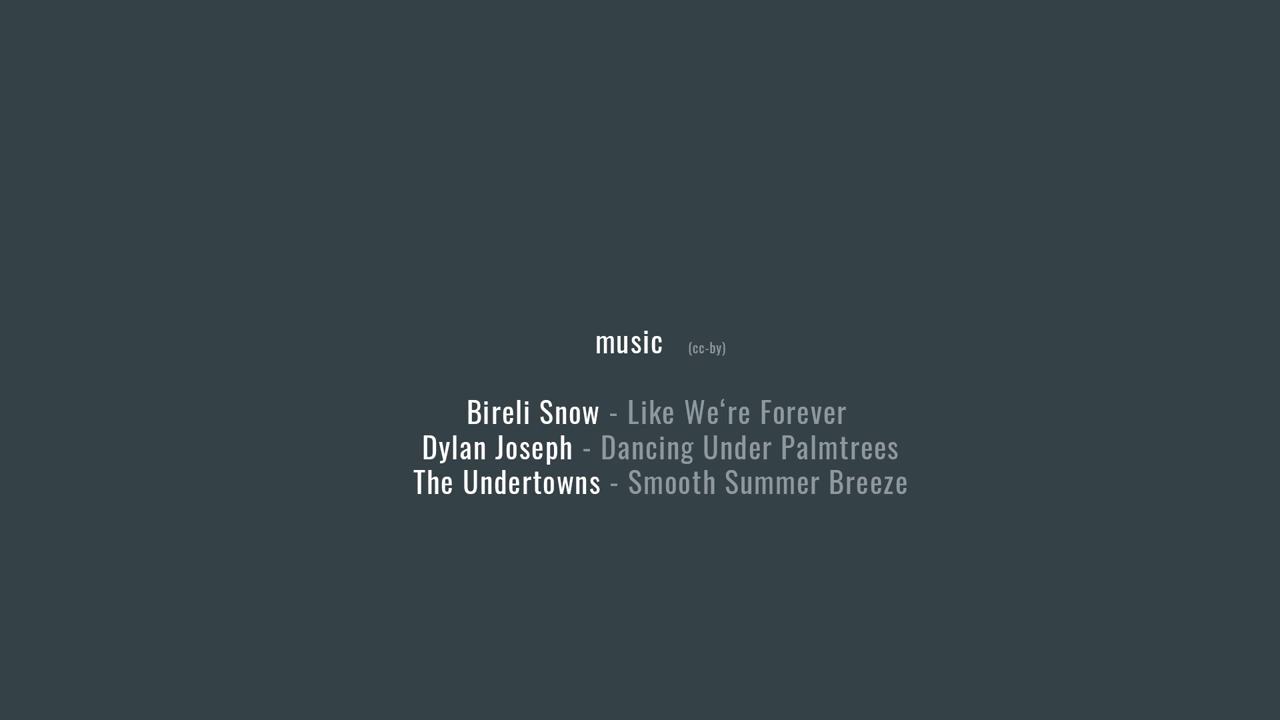 music (cc-by)
Bireli Snow - Like We‘re Forever
Dylan Joseph - Dancing Under Palmtrees
The Undertowns - Smooth Summer Breeze